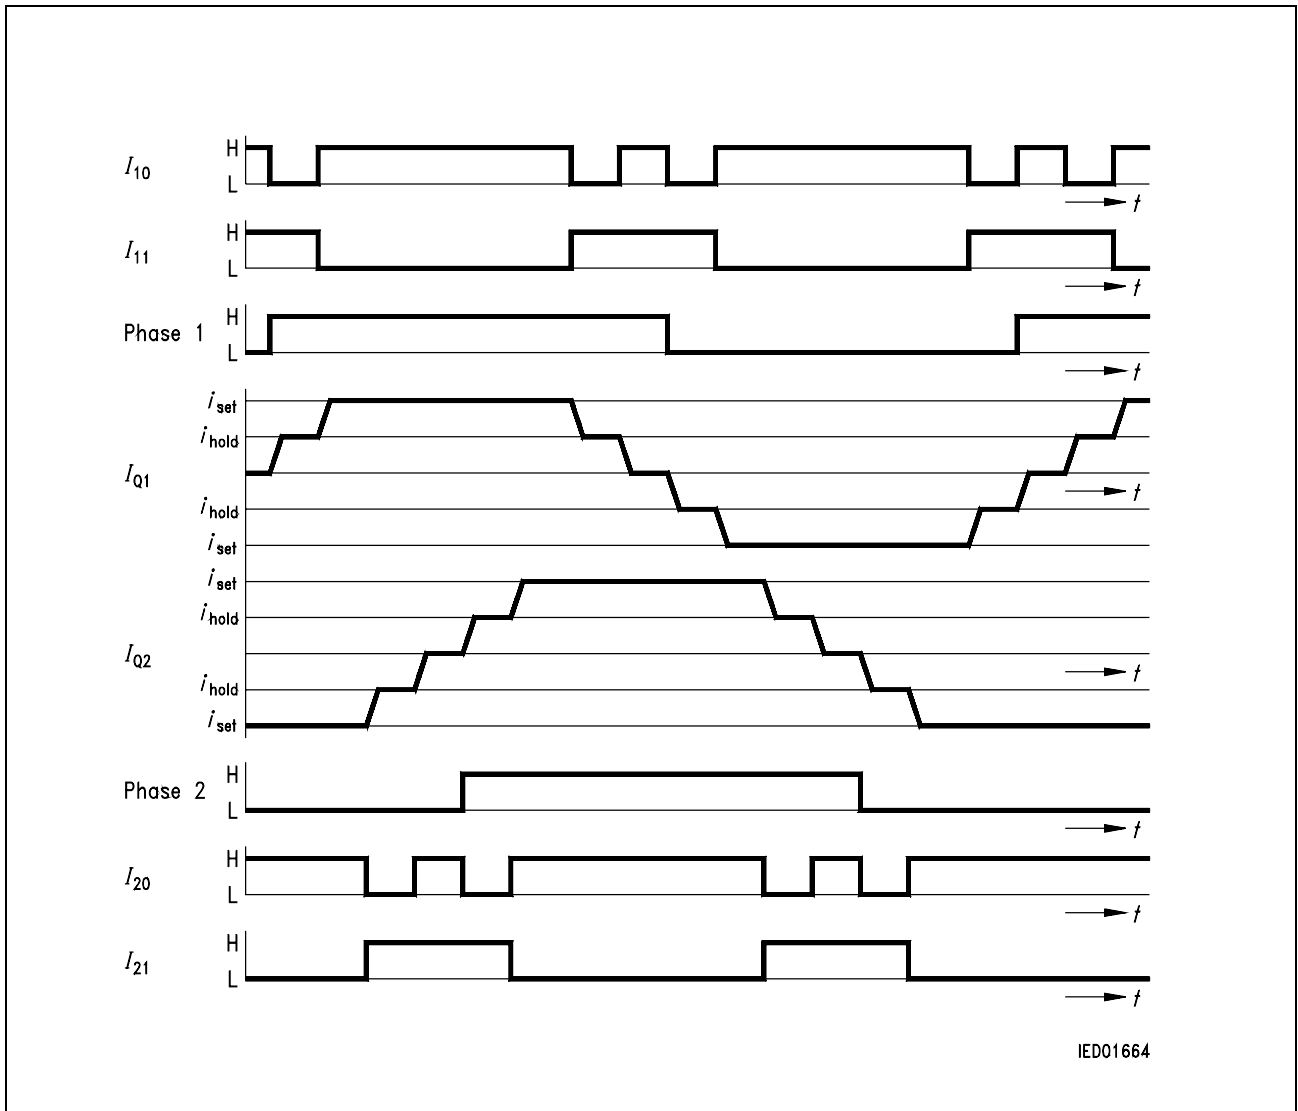 H
I10
L
t
H
I11
L
t
H
Phase 1
L
t
iset
ihold
IQ1
t
ihold
iset
iset
ihold
IQ2
t
ihold
iset
H
Phase 2
L
t
H
I20
L
t
H
I21
L
t
IED01664